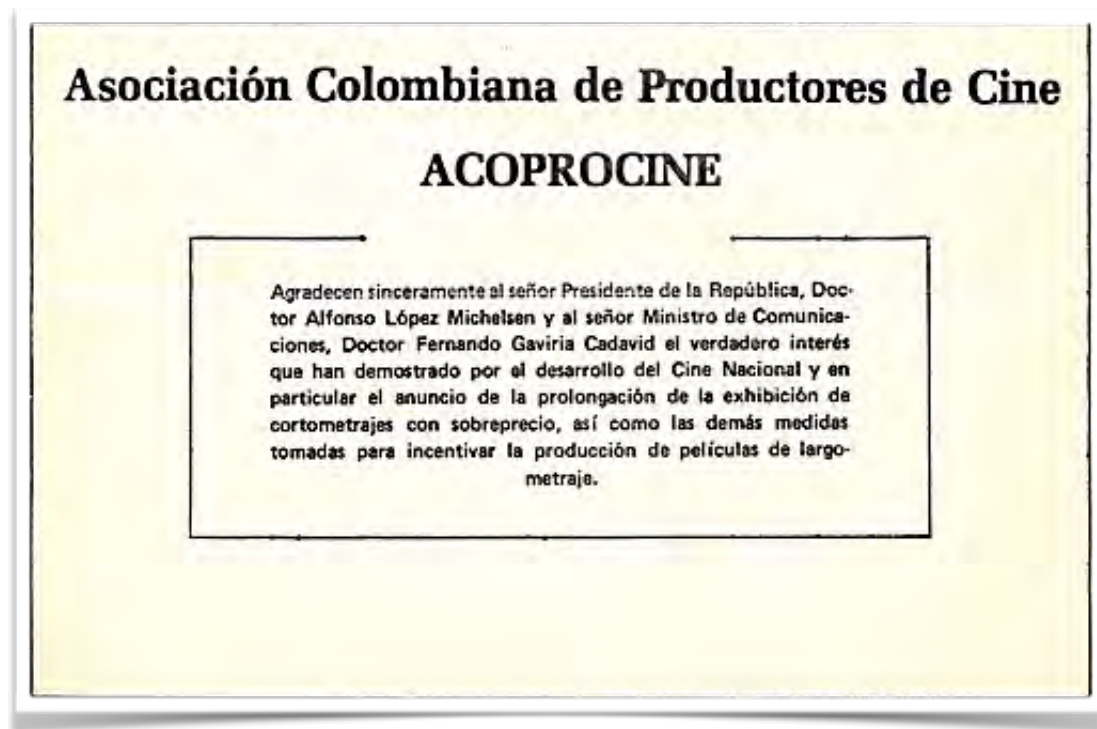 Asociación Colombiana de Productores de Cine
ACOPROCINE
Agradecen sinceramente al señor Presidente de la República, Doc-
tor Alfonso López Michelsen y al señor Ministro de Comunica-
ciones, Doctor Fernando Gaviria Cadavid el verdadero interés
que han demostrado por el desarrollo del Cine Nacional y en
particular el anuncio de la prolongación de la exhibición de
cortometrajes con sobreprecio, así como las demás medidas
tomadas para incentivar la producción de películas de largo-
metraje.